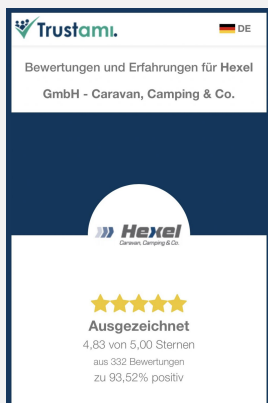 Trustami.
DE
Bewertungen und Erfahrungen für Hexel
GmbH - Caravan, Camping & Co.
Hexel
Caravan, Camping & Co.
Ausgezeichnet
4,83 von 5,00 Sternen
aus 332 Bewertungen
zu 93,52% positiv